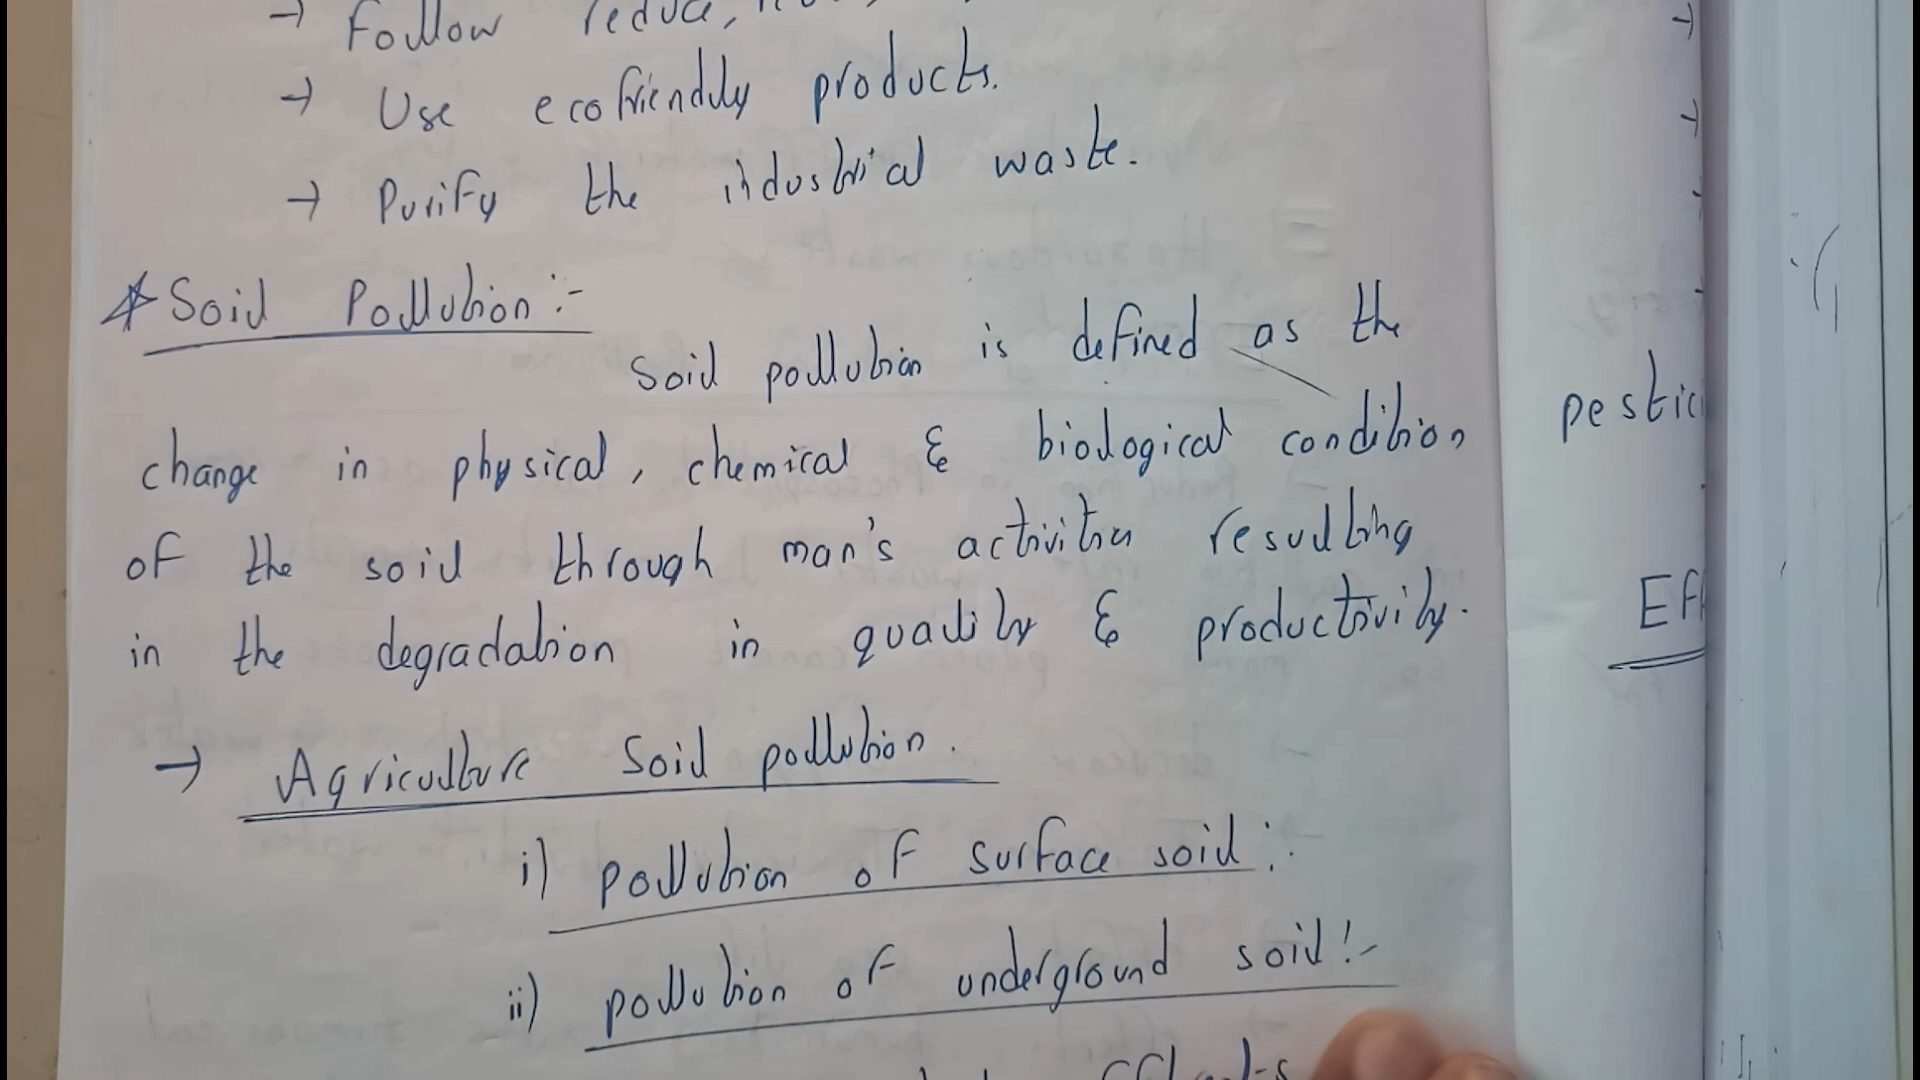 → Follow reduce,
→ Use ecofriendly products.
→ Purify the industrial waste.
* Soil Pollution :-
Soil pollution is defined as the
change in physical, chemical & biological condition
of the soil through man's activities resulting
in the degradation in quality & productivity.
→ Agriculture Soil pollution.
i) pollution of surface soil :-
ii) pollution of underground soil :-